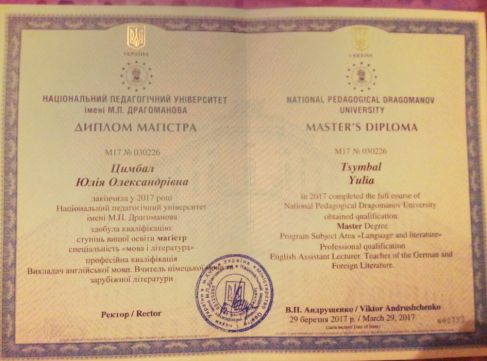 УКРАЇНА
НАЦІОНАЛЬНИЙ ПЕДАГОГІЧНИЙ УНІВЕРСИТЕТ
імені М.П. ДРАГОМАНОВА
ДИПЛОМ МАГІСТРА
М17 № 030226
Цимбал
Юлія Олександрівна
закінчила у 2017 році
Національний педагогічний університет
імені М.П. Драгоманова
здобула кваліфікацію:
ступінь вищої освіти магістр
спеціальність «мова і література»
професійна кваліфікація
Викладач англійської мови. Вчитель німецької мови
зарубіжної літератури
Ректор / Rector
UKRAINE
NATIONAL PEDAGOGICAL DRAGOMANOV
UNIVERSITY
MASTER'S DIPLOMA
M17 № 030226
Tsymbal
Yulia
in 2017 completed the full course of
National Pedagogical Dragomanov University
obtained qualification:
Master Degree
Program Subject Area «Language and literature»
Professional qualification
English Assistant Lecturer. Teacher of the German and
Foreign Literature.
В.П. Андрущенко / Viktor Andrushchenko
29 березня 2017 р. / March 29, 2017